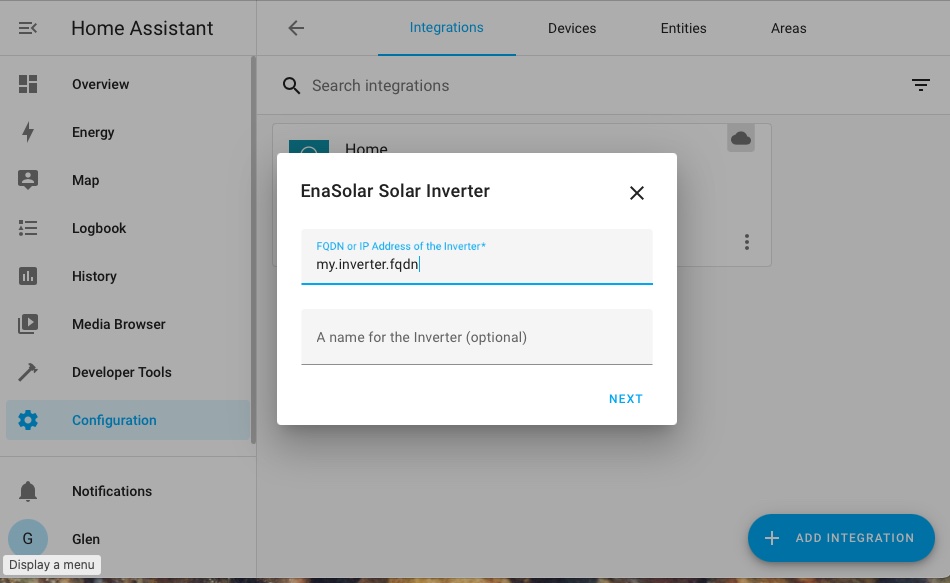 Home Assistant
Integrations
Devices
Entities
Areas
Search integrations
Overview
Energy
Map
Logbook
History
Media Browser
Developer Tools
Configuration
Notifications
G
Glen
Display a menu
Home
EnaSolar Solar Inverter
FQDN or IP Address of the Inverter*
my.inverter.fqdn
A name for the Inverter (optional)
NEXT
ADD INTEGRATION